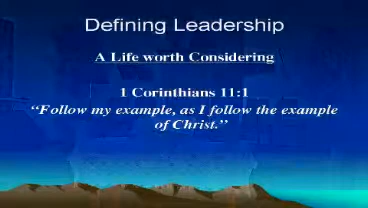 Defining Leadership
A Life worth Considering
1 Corinthians 11:1
“Follow my example, as I follow the example
of Christ.”